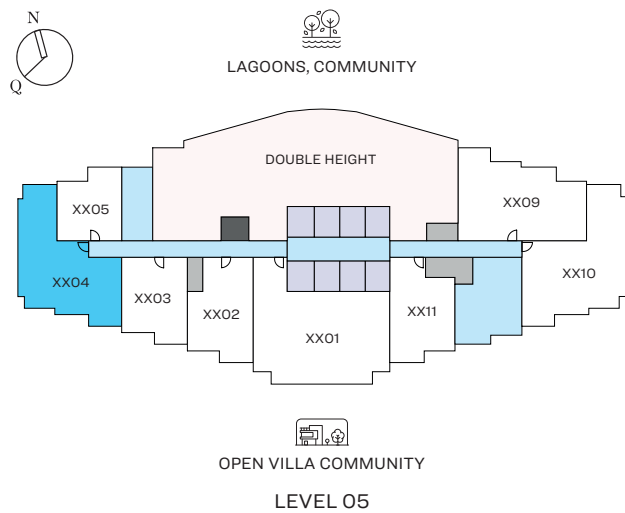 N
Q
LAGOONS, COMMUNITY
DOUBLE HEIGHT
XX05
XX09
XX04
XX03
XX02
XX01
XX11
XX10
OPEN VILLA COMMUNITY
LEVEL 05